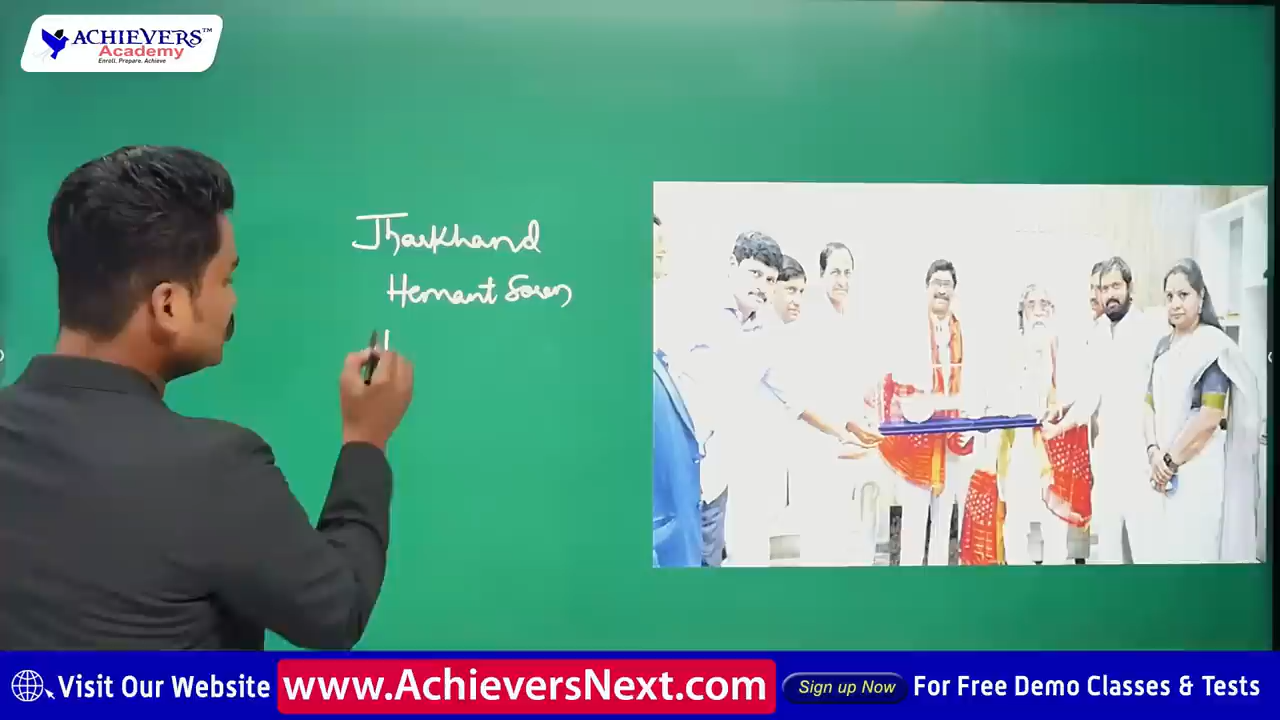 ACHIEVERS™
Academy
Enroll. Prepare. Achieve
Jharkhand
Hemant Soren
Visit Our Website
www.AchieversNext.com
Sign up Now
For Free Demo Classes & Tests